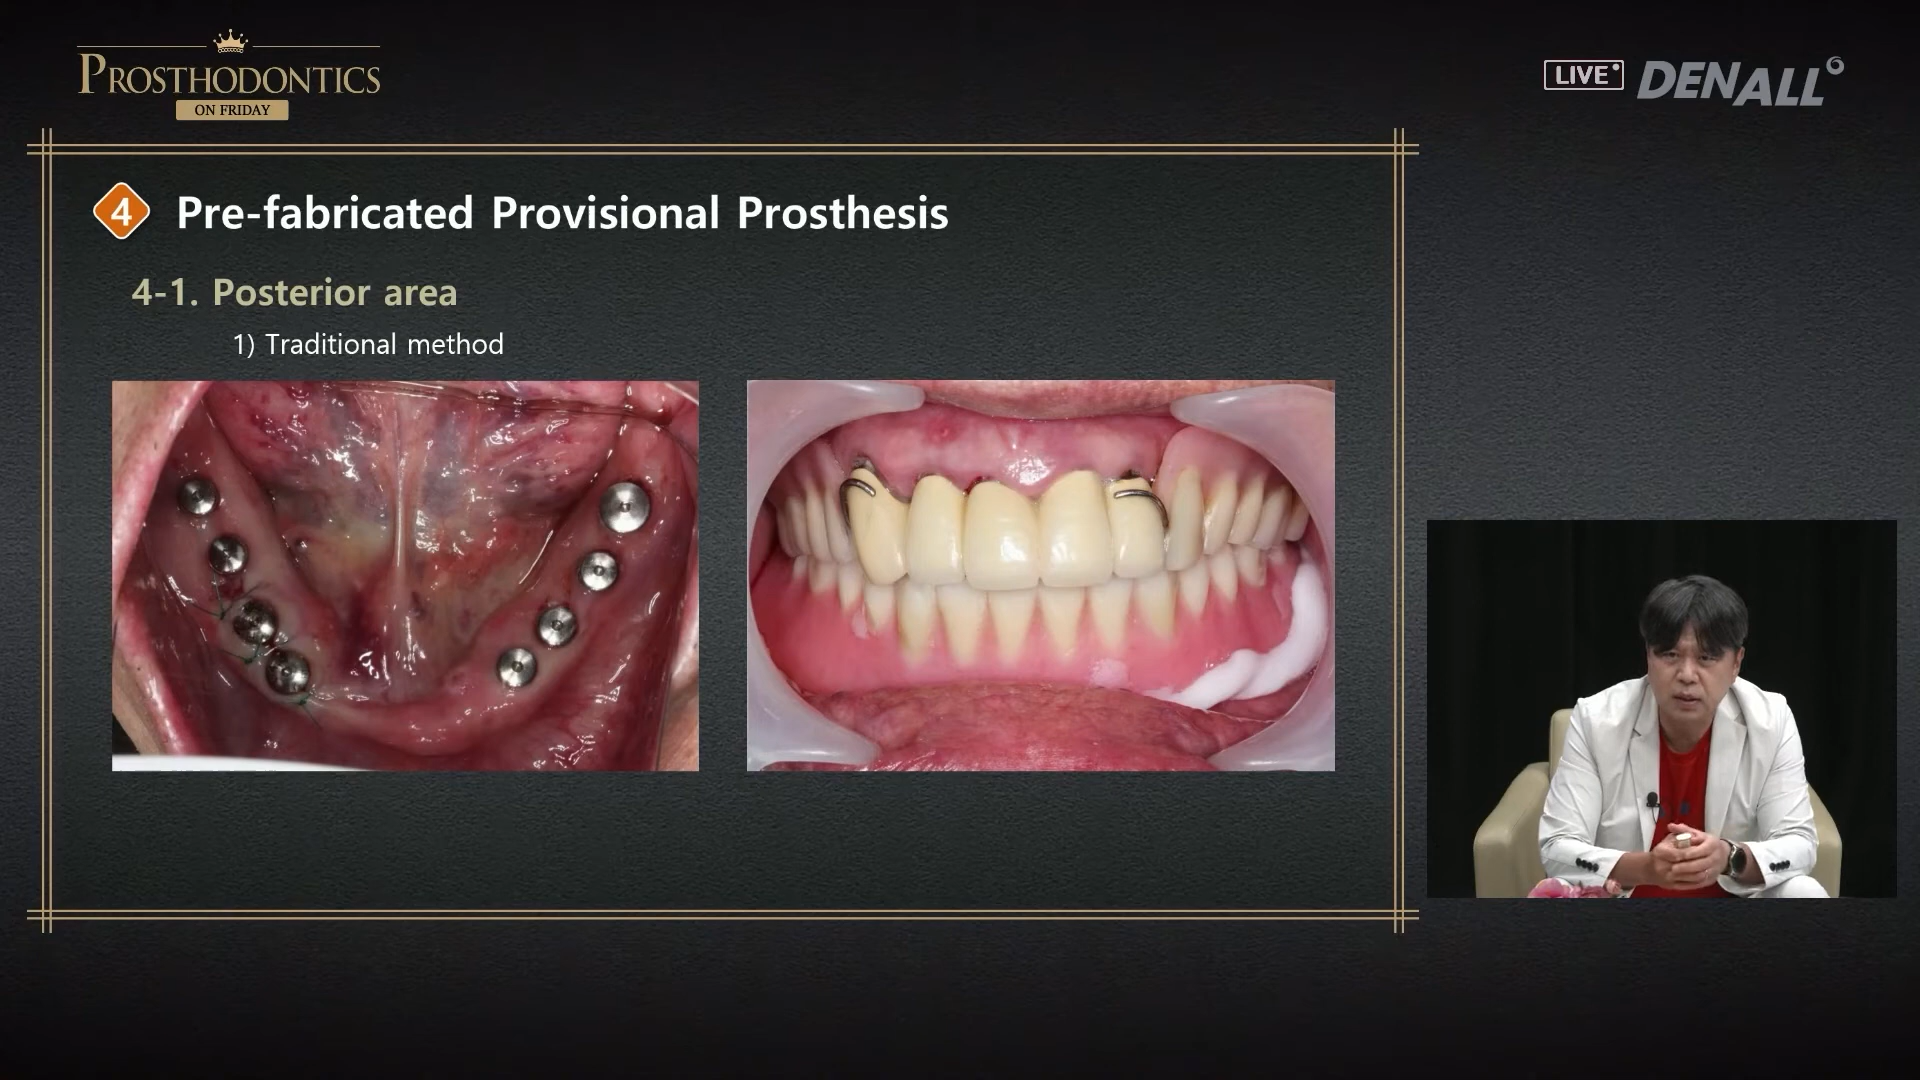 PROSTHODONTICS
ON FRIDAY
LIVE
DENALL
4 Pre-fabricated Provisional Prosthesis
4-1. Posterior area
1) Traditional method